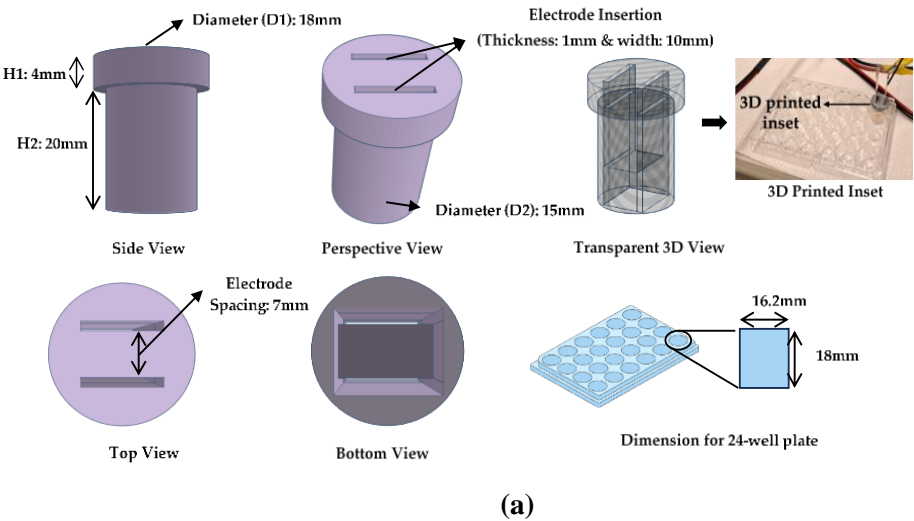 Diameter (D1): 18mm
H1: 4mm
H2: 20mm
Side View
Electrode Insertion
(Thickness: 1mm & width: 10mm)
Diameter (D2): 15mm
Perspective View
Transparent 3D View
3D printed
inset
3D Printed Inset
Electrode
Spacing: 7mm
Top View
Bottom View
16.2mm
18mm
Dimension for 24-well plate
(a)